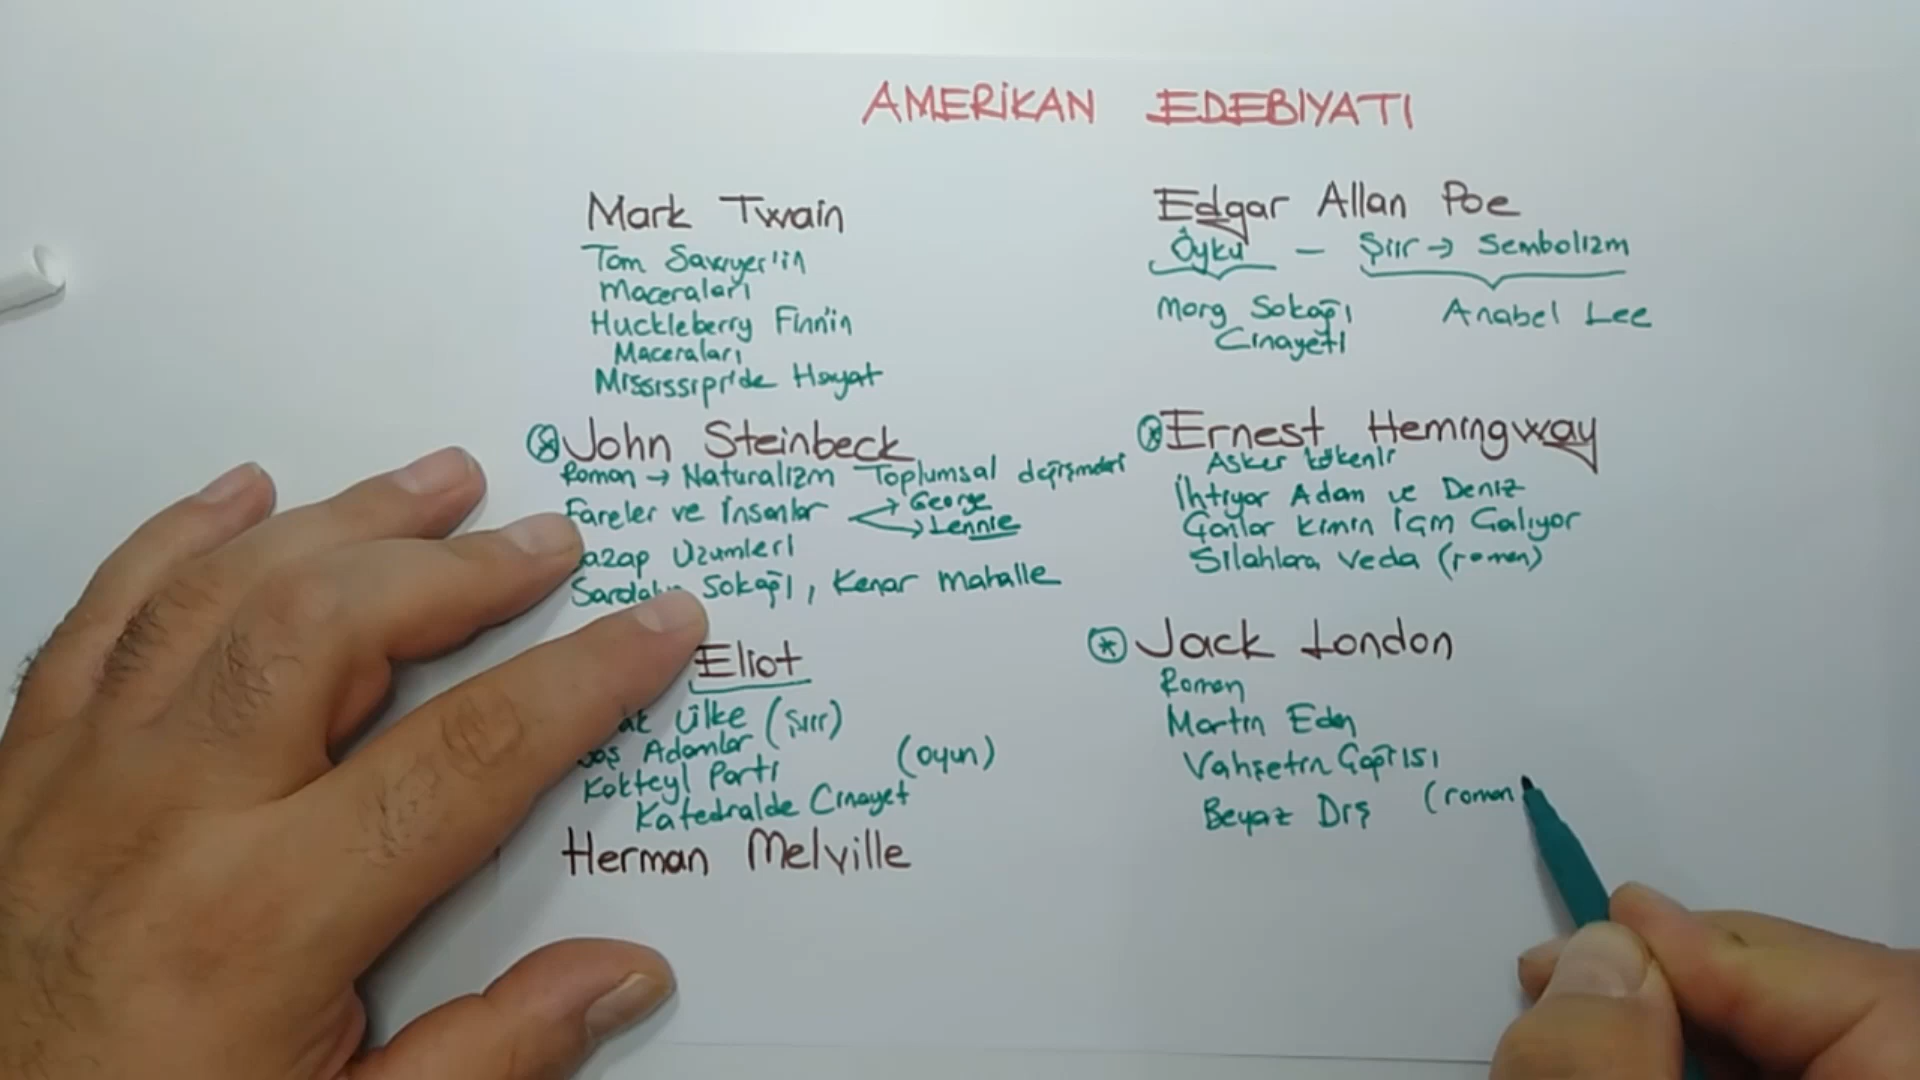 AMERİKAN EDEBIYATI
Mark Twain
Tom Sawyer'in
Maceraları
Huckleberry Finn'in
Maceraları
Mississipi'de Hayat
John Steinbeck
Roman → Naturalizm Toplumsal
Fareler ve İnsanlar → George
→ Lennie
Üzümleri
Sokağı, Kenar Mahalle
Eliot
Ülke (Şiir)
Adamlar
Kokteyl Parti (oyun)
Katedralde Cinayet
Herman Melville
Edgar Allan Poe
Öykü - Şiir → Sembolizm
Morg Sokağı
Cinayeti
Anabel Lee
Ernest Hemingway
Asker kökenli
İhtiyar Adam ve Deniz
Çanlar Kimin İçin Çalıyor
Silahlara Veda (roman)
Jack London
Roman
Martin Eden
Vahşetin Çağrısı
Beyaz Diş (roman